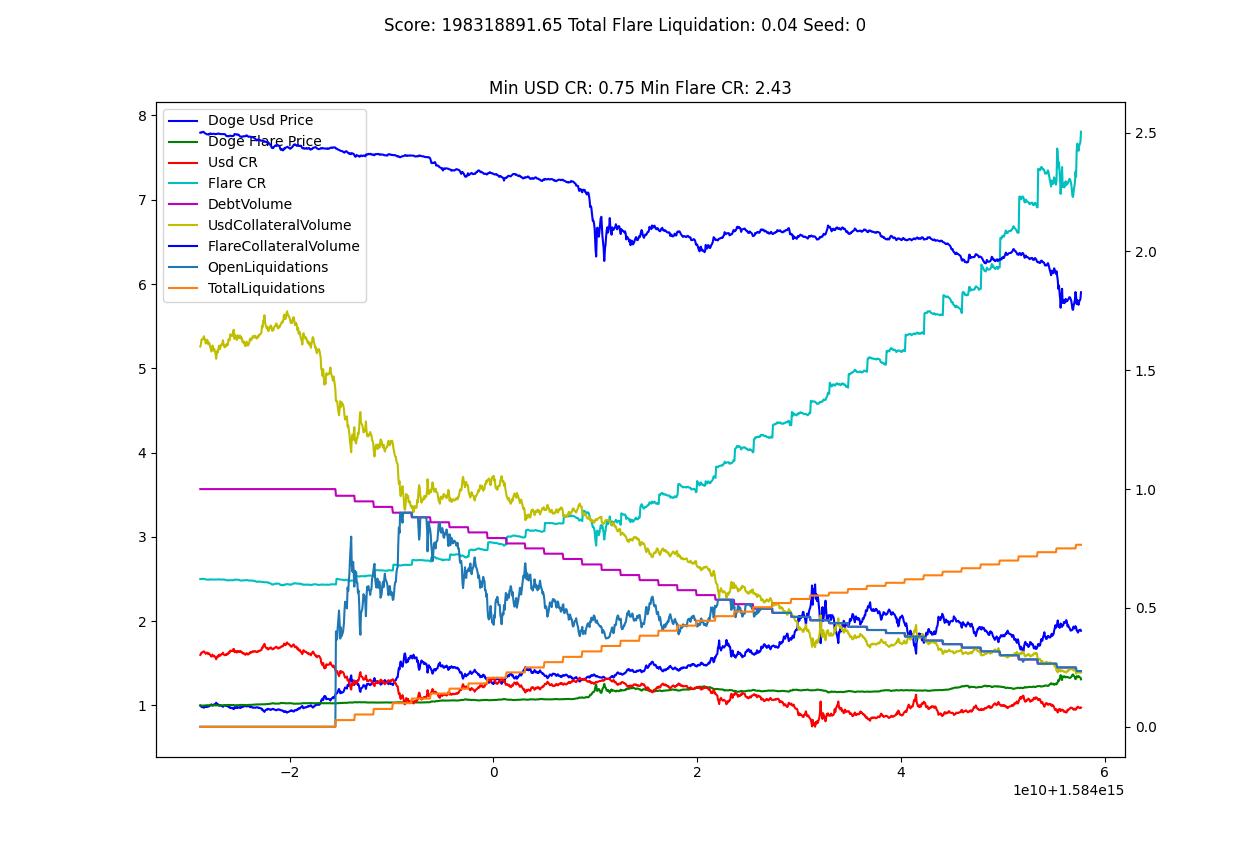 Score: 198318891.65 Total Flare Liquidation: 0.04 Seed: 0
Min USD CR: 0.75 Min Flare CR: 2.43
Doge Usd Price
Doge Flare Price
Usd CR
Flare CR
DebtVolume
UsdCollateralVolume
FlareCollateralVolume
OpenLiquidations
TotalLiquidations
8
7
6
5
4
3
2
1
2.5
2.0
1.5
1.0
0.5
0.0
−2
0
2
4
6
1e10+1.584e15